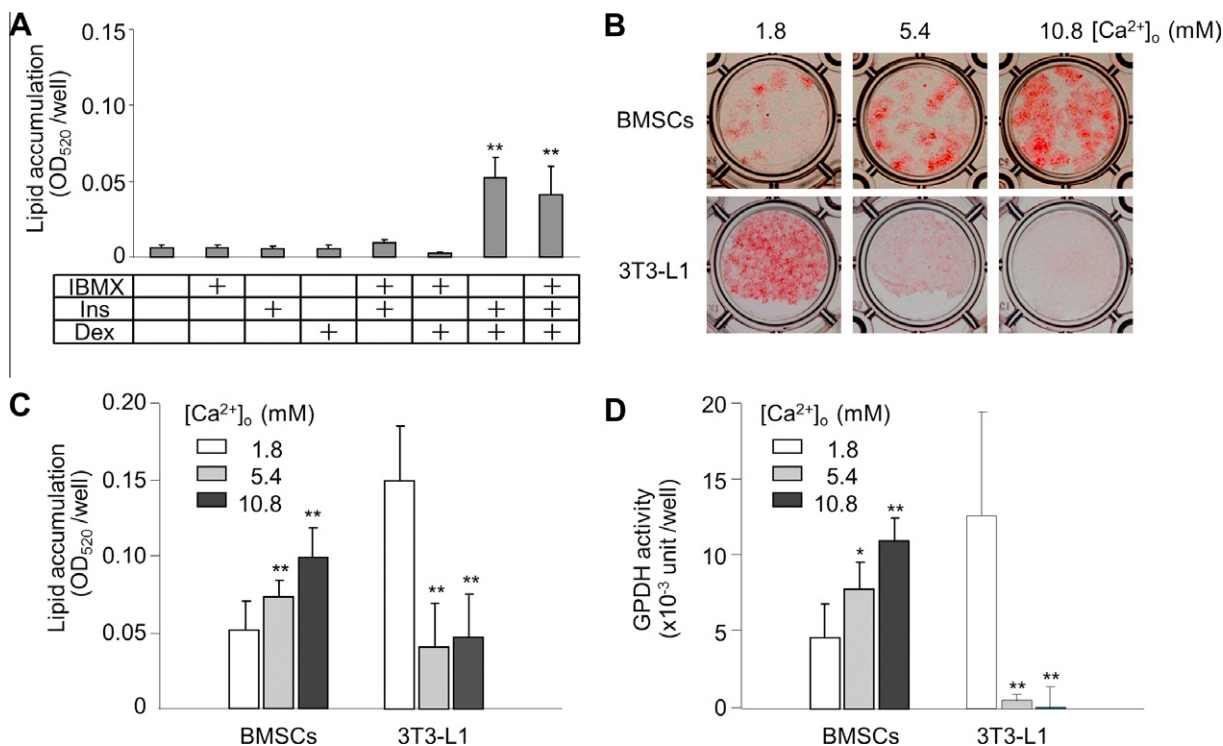 A
0.15
0.10
0.05
0
Lipid accumulation
(OD520 /well)
** **
IBMX + + + +
Ins + + + +
Dex + + + +
B
1.8 5.4 10.8 [Ca2+]o (mM)
BMSCs
3T3-L1
C
0.20
0.15
0.10
0.05
0
Lipid accumulation
(OD520 /well)
[Ca2+]o (mM)
1.8
5.4
10.8
** ** ** **
BMSCs 3T3-L1
D
20
15
10
5
0
GPDH activity
(x10-3 unit /well)
[Ca2+]o (mM)
1.8
5.4
10.8
* ** ** **
BMSCs 3T3-L1